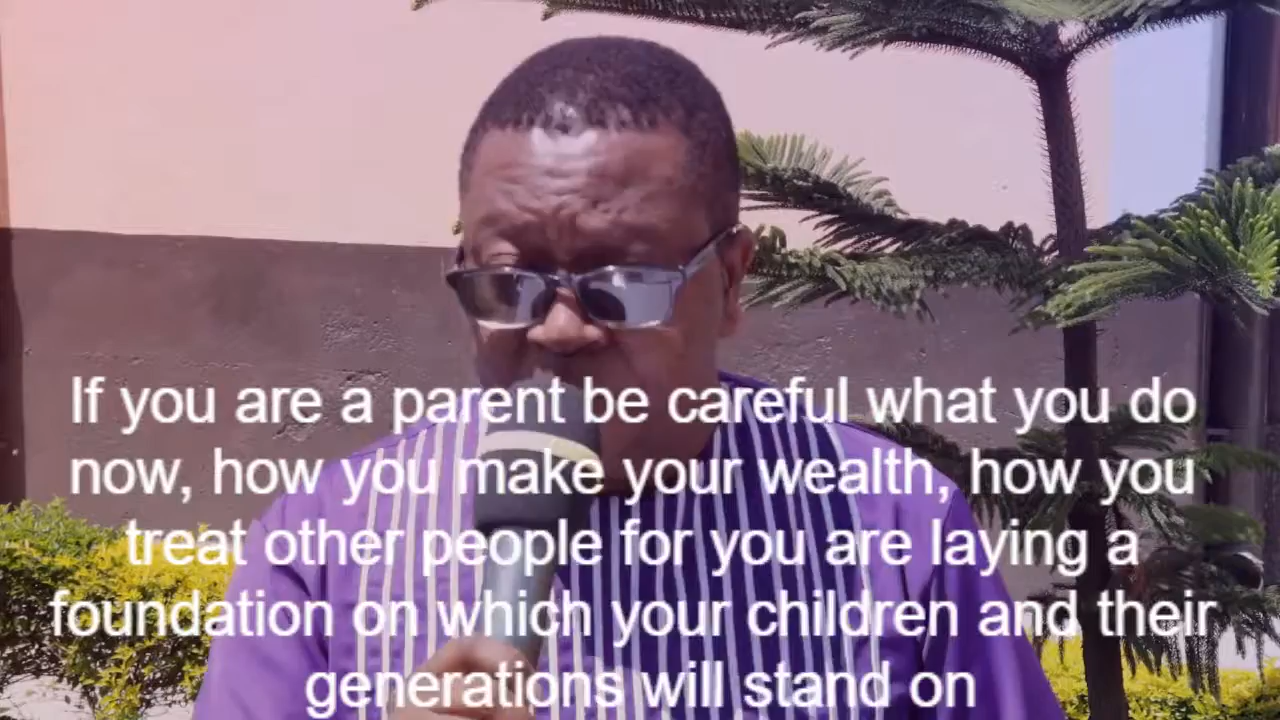 If you are a parent be careful what you do
now, how you make your wealth, how you
treat other people for you are laying a
foundation on which your children and their
generations will stand on